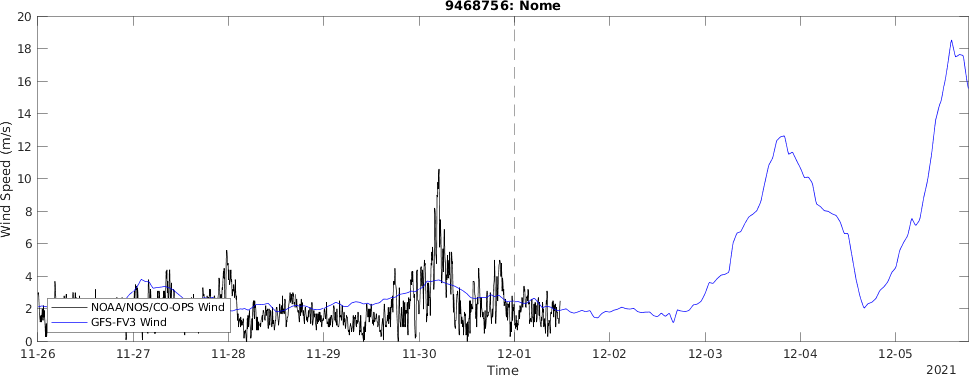 9468756: Nome
20
18
16
14
12
10
8
6
4
2
0
Wind Speed (m/s)
NOAA/NOS/CO-OPS Wind
GFS-FV3 Wind
11-26 11-27 11-28 11-29 11-30 12-01 12-02 12-03 12-04 12-05
Time
2021